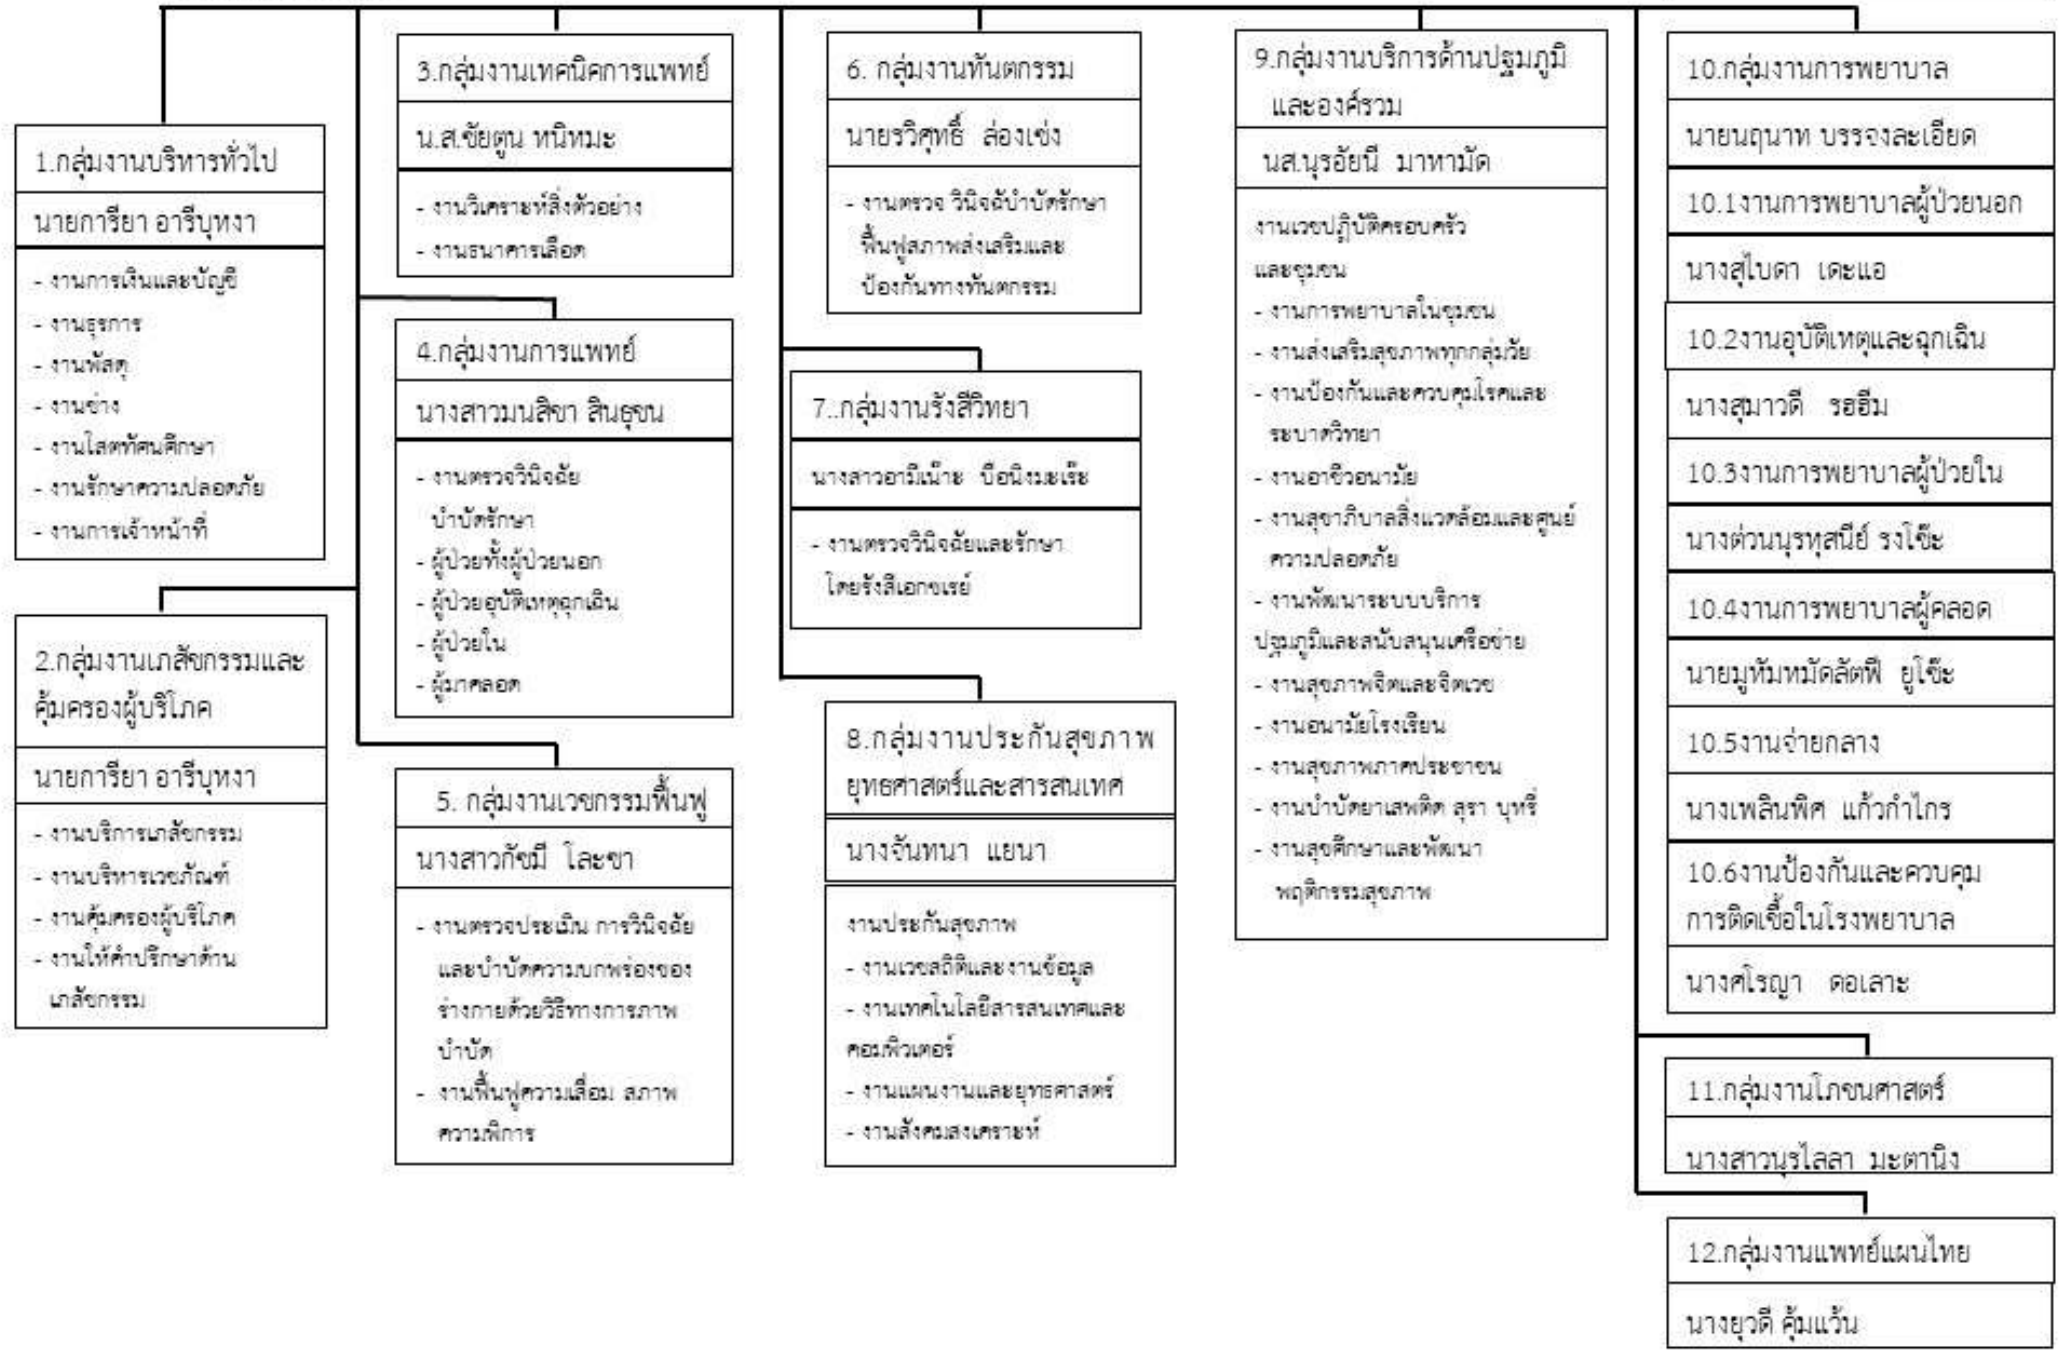 1.กลุ่มงานบริหารทั่วไป
นายการียา อารีบุหงา
- งานการเงินและบัญชี
- งานธุรการ
- งานพัสดุ
- งานช่าง
- งานโสตทัศนศึกษา
- งานรักษาความปลอดภัย
- งานการเจ้าหน้าที่
2.กลุ่มงานเภสัชกรรมและ
คุ้มครองผู้บริโภค
นายการียา อารีบุหงา
- งานบริการเภสัชกรรม
- งานบริหารเวชภัณฑ์
- งานคุ้มครองผู้บริโภค
- งานให้คำปรึกษาด้าน
เภสัชกรรม
3.กลุ่มงานเทคนิคการแพทย์
น.ส.ซัยตูน หนิหมะ
- งานวิเคราะห์สิ่งตัวอย่าง
- งานธนาคารเลือด
4.กลุ่มงานการแพทย์
นางสาวมนสิชา สินธุชน
- งานตรวจวินิจฉัย
บำบัดรักษา
- ผู้ป่วยทั้งผู้ป่วยนอก
- ผู้ป่วยอุบัติเหตุฉุกเฉิน
- ผู้ป่วยใน
- ผู้มาคลอด
5. กลุ่มงานเวชกรรมฟื้นฟู
นางสาวกัชมี โละชา
- งานตรวจประเมิน การวินิจฉัย
และบำบัดความบกพร่องของ
ร่างกายด้วยวิธีทางการภาพ
บำบัด
- งานฟื้นฟูความเสื่อม สภาพ
ความพิการ
6. กลุ่มงานทันตกรรม
นายรวิศุทธิ์ ล่องเซ่ง
- งานตรวจ วินิจฉับำบัดรักษา
ฟื้นฟูสภาพส่งเสริมและ
ป้องกันทางทันตกรรม
7..กลุ่มงานรังสีวิทยา
นางสาวอามีเน๊าะ บือนิงมะเร๊ะ
- งานตรวจวินิจฉัยและรักษา
โดยรังสีเอกซเรย์
8.กลุ่มงานประกันสุขภาพ
ยุทธศาสตร์และสารสนเทศ
นางจันทนา แยนา
งานประกันสุขภาพ
- งานเวชสถิติและงานข้อมูล
- งานเทคโนโลยีสารสนเทศและ
คอมพิวเตอร์
- งานแผนงานและยุทธศาสตร์
- งานสังคมสงเคราะห์
9.กลุ่มงานบริการด้านปฐมภูมิ
และองค์รวม
นส.นุรอัยนี มาหามัด
งานเวชปฏิบัติครอบครัว
และชุมชน
- งานการพยาบาลในชุมชน
- งานส่งเสริมสุขภาพทุกกลุ่มวัย
- งานป้องกันและควบคุมโรคและ
ระบาดวิทยา
- งานอาชีวอนามัย
- งานสุขาภิบาลสิ่งแวดล้อมและศูนย์
ความปลอดภัย
- งานพัฒนาระบบบริการ
ปฐมภูมิและสนับสนุนเครือข่าย
- งานสุขภาพจิตและจิตเวช
- งานอนามัยโรงเรียน
- งานสุขภาพภาคประชาชน
- งานบำบัดยาเสพติด สุรา บุหรี่
- งานสุขศึกษาและพัฒนา
พฤติกรรมสุขภาพ
10.กลุ่มงานการพยาบาล
นายนฤนาท บรรจงละเอียด
10.1งานการพยาบาลผู้ป่วยนอก
นางสุไบดา เดะแอ
10.2งานอุบัติเหตุและฉุกเฉิน
นางสุมาวดี รอฮีม
10.3งานการพยาบาลผู้ป่วยใน
นางต่วนนุรหุสนีย์ รงโซ๊ะ
10.4งานการพยาบาลผู้คลอด
นายมูหัมหมัดลัตฟี ยูโซ๊ะ
10.5งานจ่ายกลาง
นางเพลินพิศ แก้วกำไกร
10.6งานป้องกันและควบคุม
การติดเชื้อในโรงพยาบาล
นางศโรญา ดอเลาะ
11.กลุ่มงานโภชนศาสตร์
นางสาวนุรไลลา มะตานิง
12.กลุ่มงานแพทย์แผนไทย
นางยุวดี คุ้มแว้น